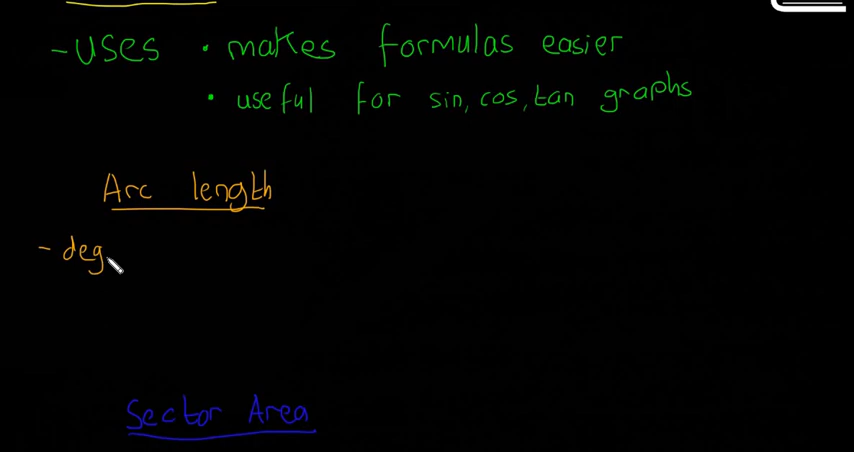 - uses • makes formulas easier
• useful for sin, cos, tan graphs
Arc length
- deg
Sector Area